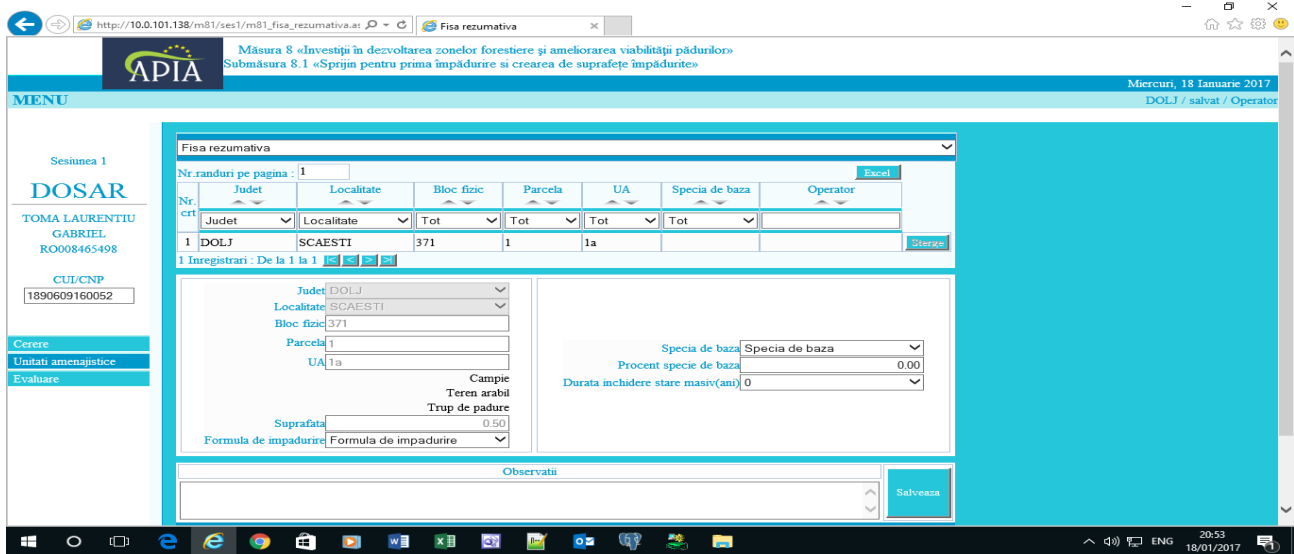 http://10.0.101.138/m81/ses1/m81_fisa_rezumativa.as
Fisa rezumativa
APIA
Măsura 8 «Investiţii în dezvoltarea zonelor forestiere şi ameliorarea viabilităţii pădurilor»
Submăsura 8.1 «Sprijin pentru prima împădurire si crearea de suprafeţe împădurite»
Miercuri, 18 Ianuarie 2017
MENU
DOLJ / salvat / Operator
Sesiunea 1
DOSAR
TOMA LAURENTIU
GABRIEL
RO008465498
CUI/CNP
1890609160052
Cerere
Unitati amenajistice
Evaluare
Fisa rezumativa
Nr.randuri pe pagina : 1 Excel
Nr. crt Judet Localitate Bloc fizic Parcela UA Specia de baza Operator
Judet Localitate Tot Tot Tot Tot
1 DOLJ SCAESTI 371 1 1a Sterge
1 Inregistrari : De la 1 la 1 |< < > >|
Judet DOLJ
Localitate SCAESTI
Bloc fizic 371
Parcela 1
UA 1a
Campie
Teren arabil
Trup de padure
Suprafata 0.50
Formula de impadurire Formula de impadurire
Specia de baza Specia de baza
Procent specie de baza 0.00
Durata inchidere stare masiv(ani) 0
Observatii
Salveaza
ENG
20:53
18/01/2017